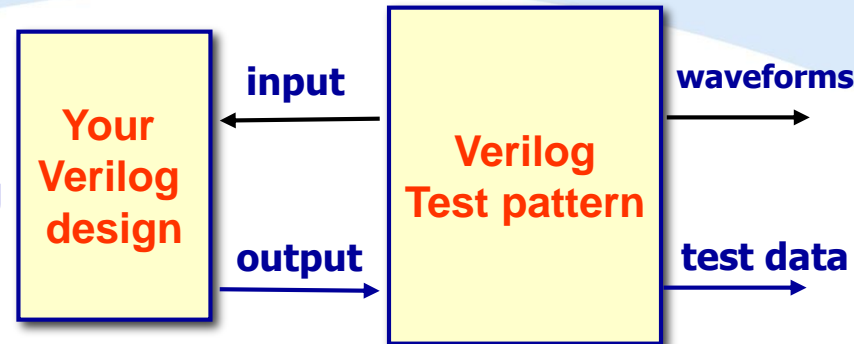 Your
Verilog
design
input
output
Verilog
Test pattern
waveforms
test data